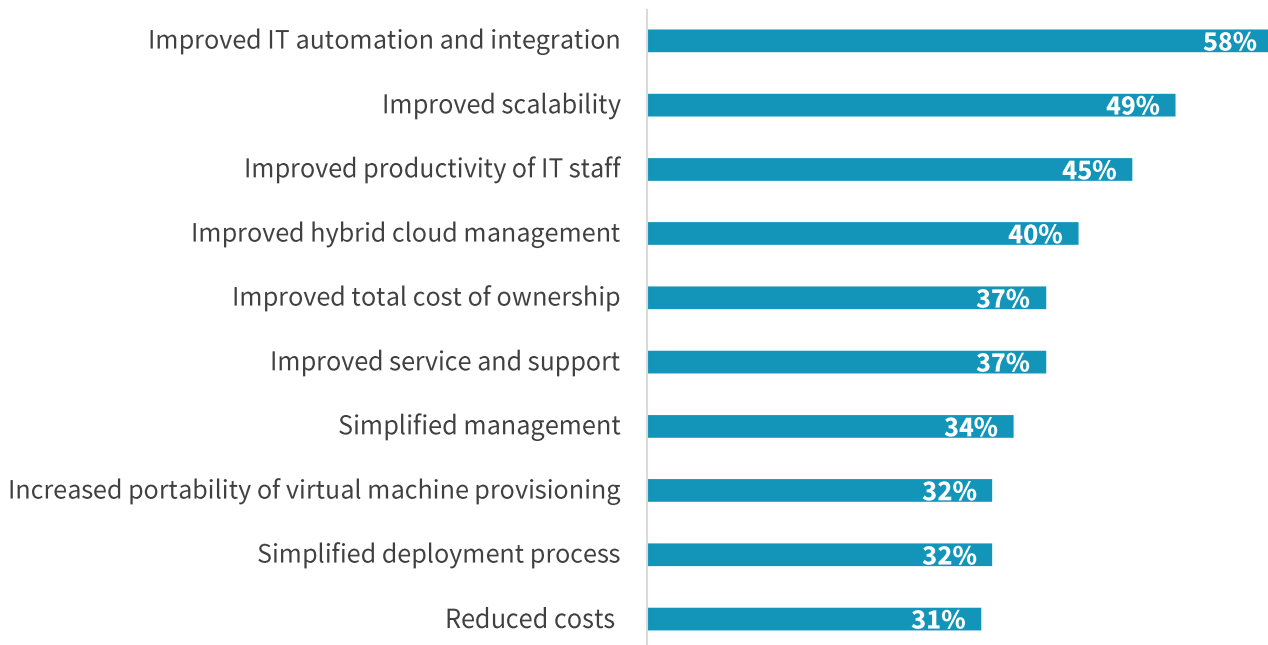 Improved IT automation and integration 58%
Improved scalability 49%
Improved productivity of IT staff 45%
Improved hybrid cloud management 40%
Improved total cost of ownership 37%
Improved service and support 37%
Simplified management 34%
Increased portability of virtual machine provisioning 32%
Simplified deployment process 32%
Reduced costs 31%